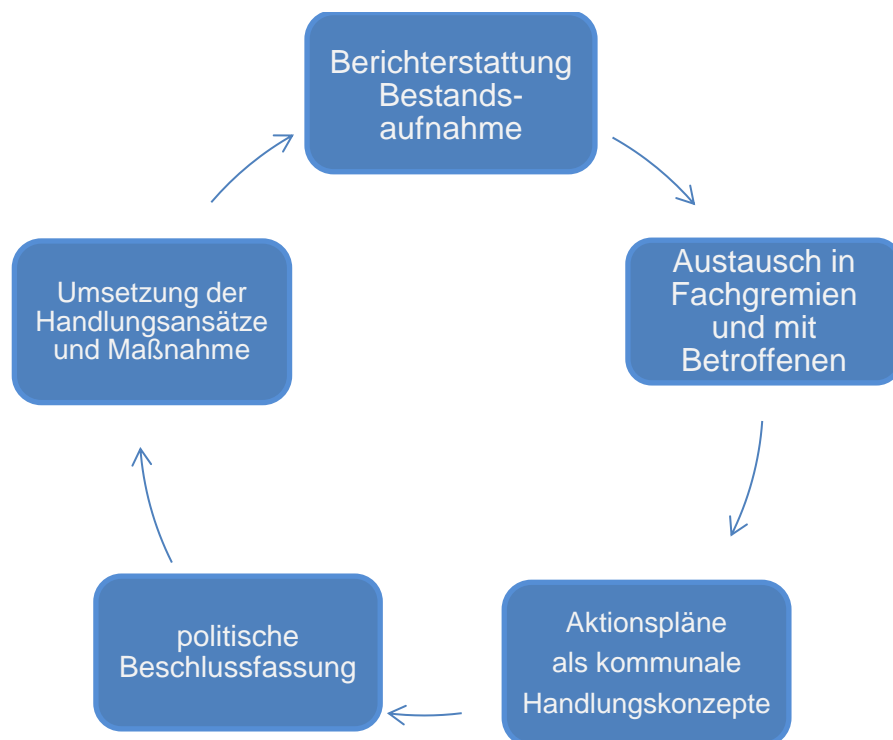 Berichterstattung
Bestands-
aufnahme
Austausch in
Fachgremien
und mit
Betroffenen
Aktionspläne
als kommunale
Handlungskonzepte
politische
Beschlussfassung
Umsetzung der
Handlungsansätze
und Maßnahme